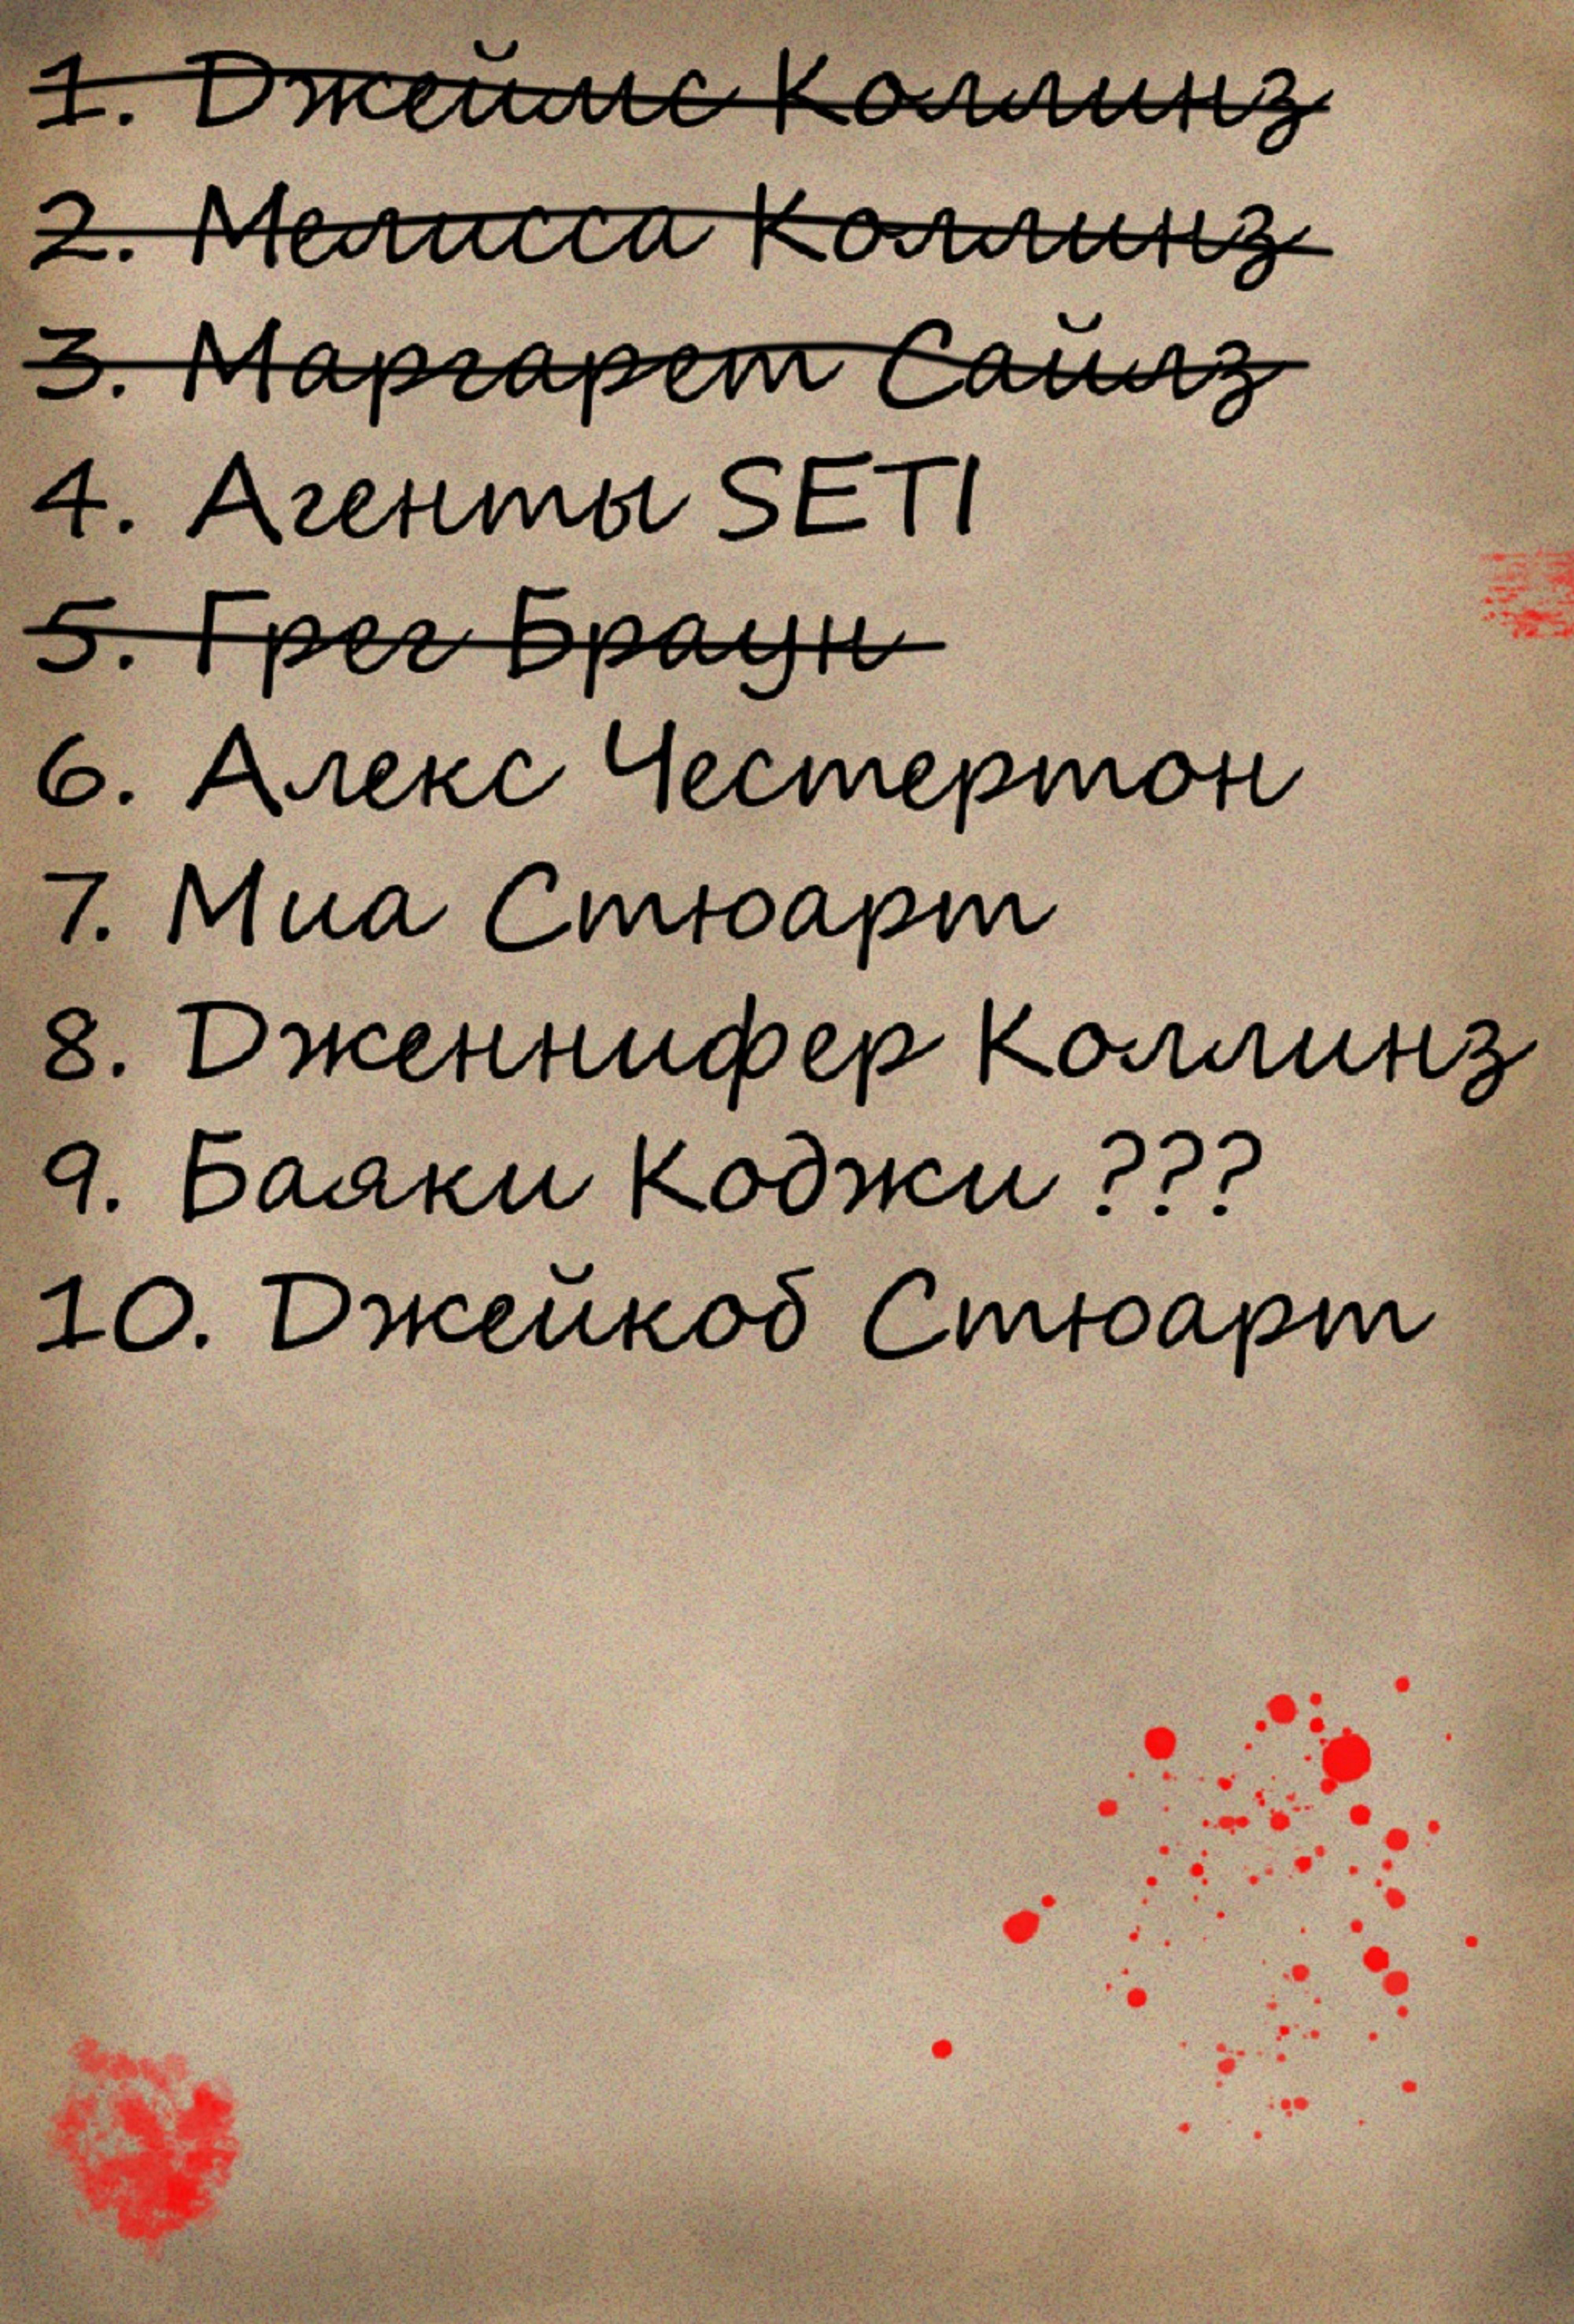 1. Джеймс Коллинз
2. Мелисса Коллинз
3. Маргарет Сайлз
4. Агенты SETI
5. Грег Браун
6. Алекс Честертон
7. Миа Стюарт
8. Дженнифер Коллинз
9. Баяки Коджи ???
10. Джейкоб Стюарт